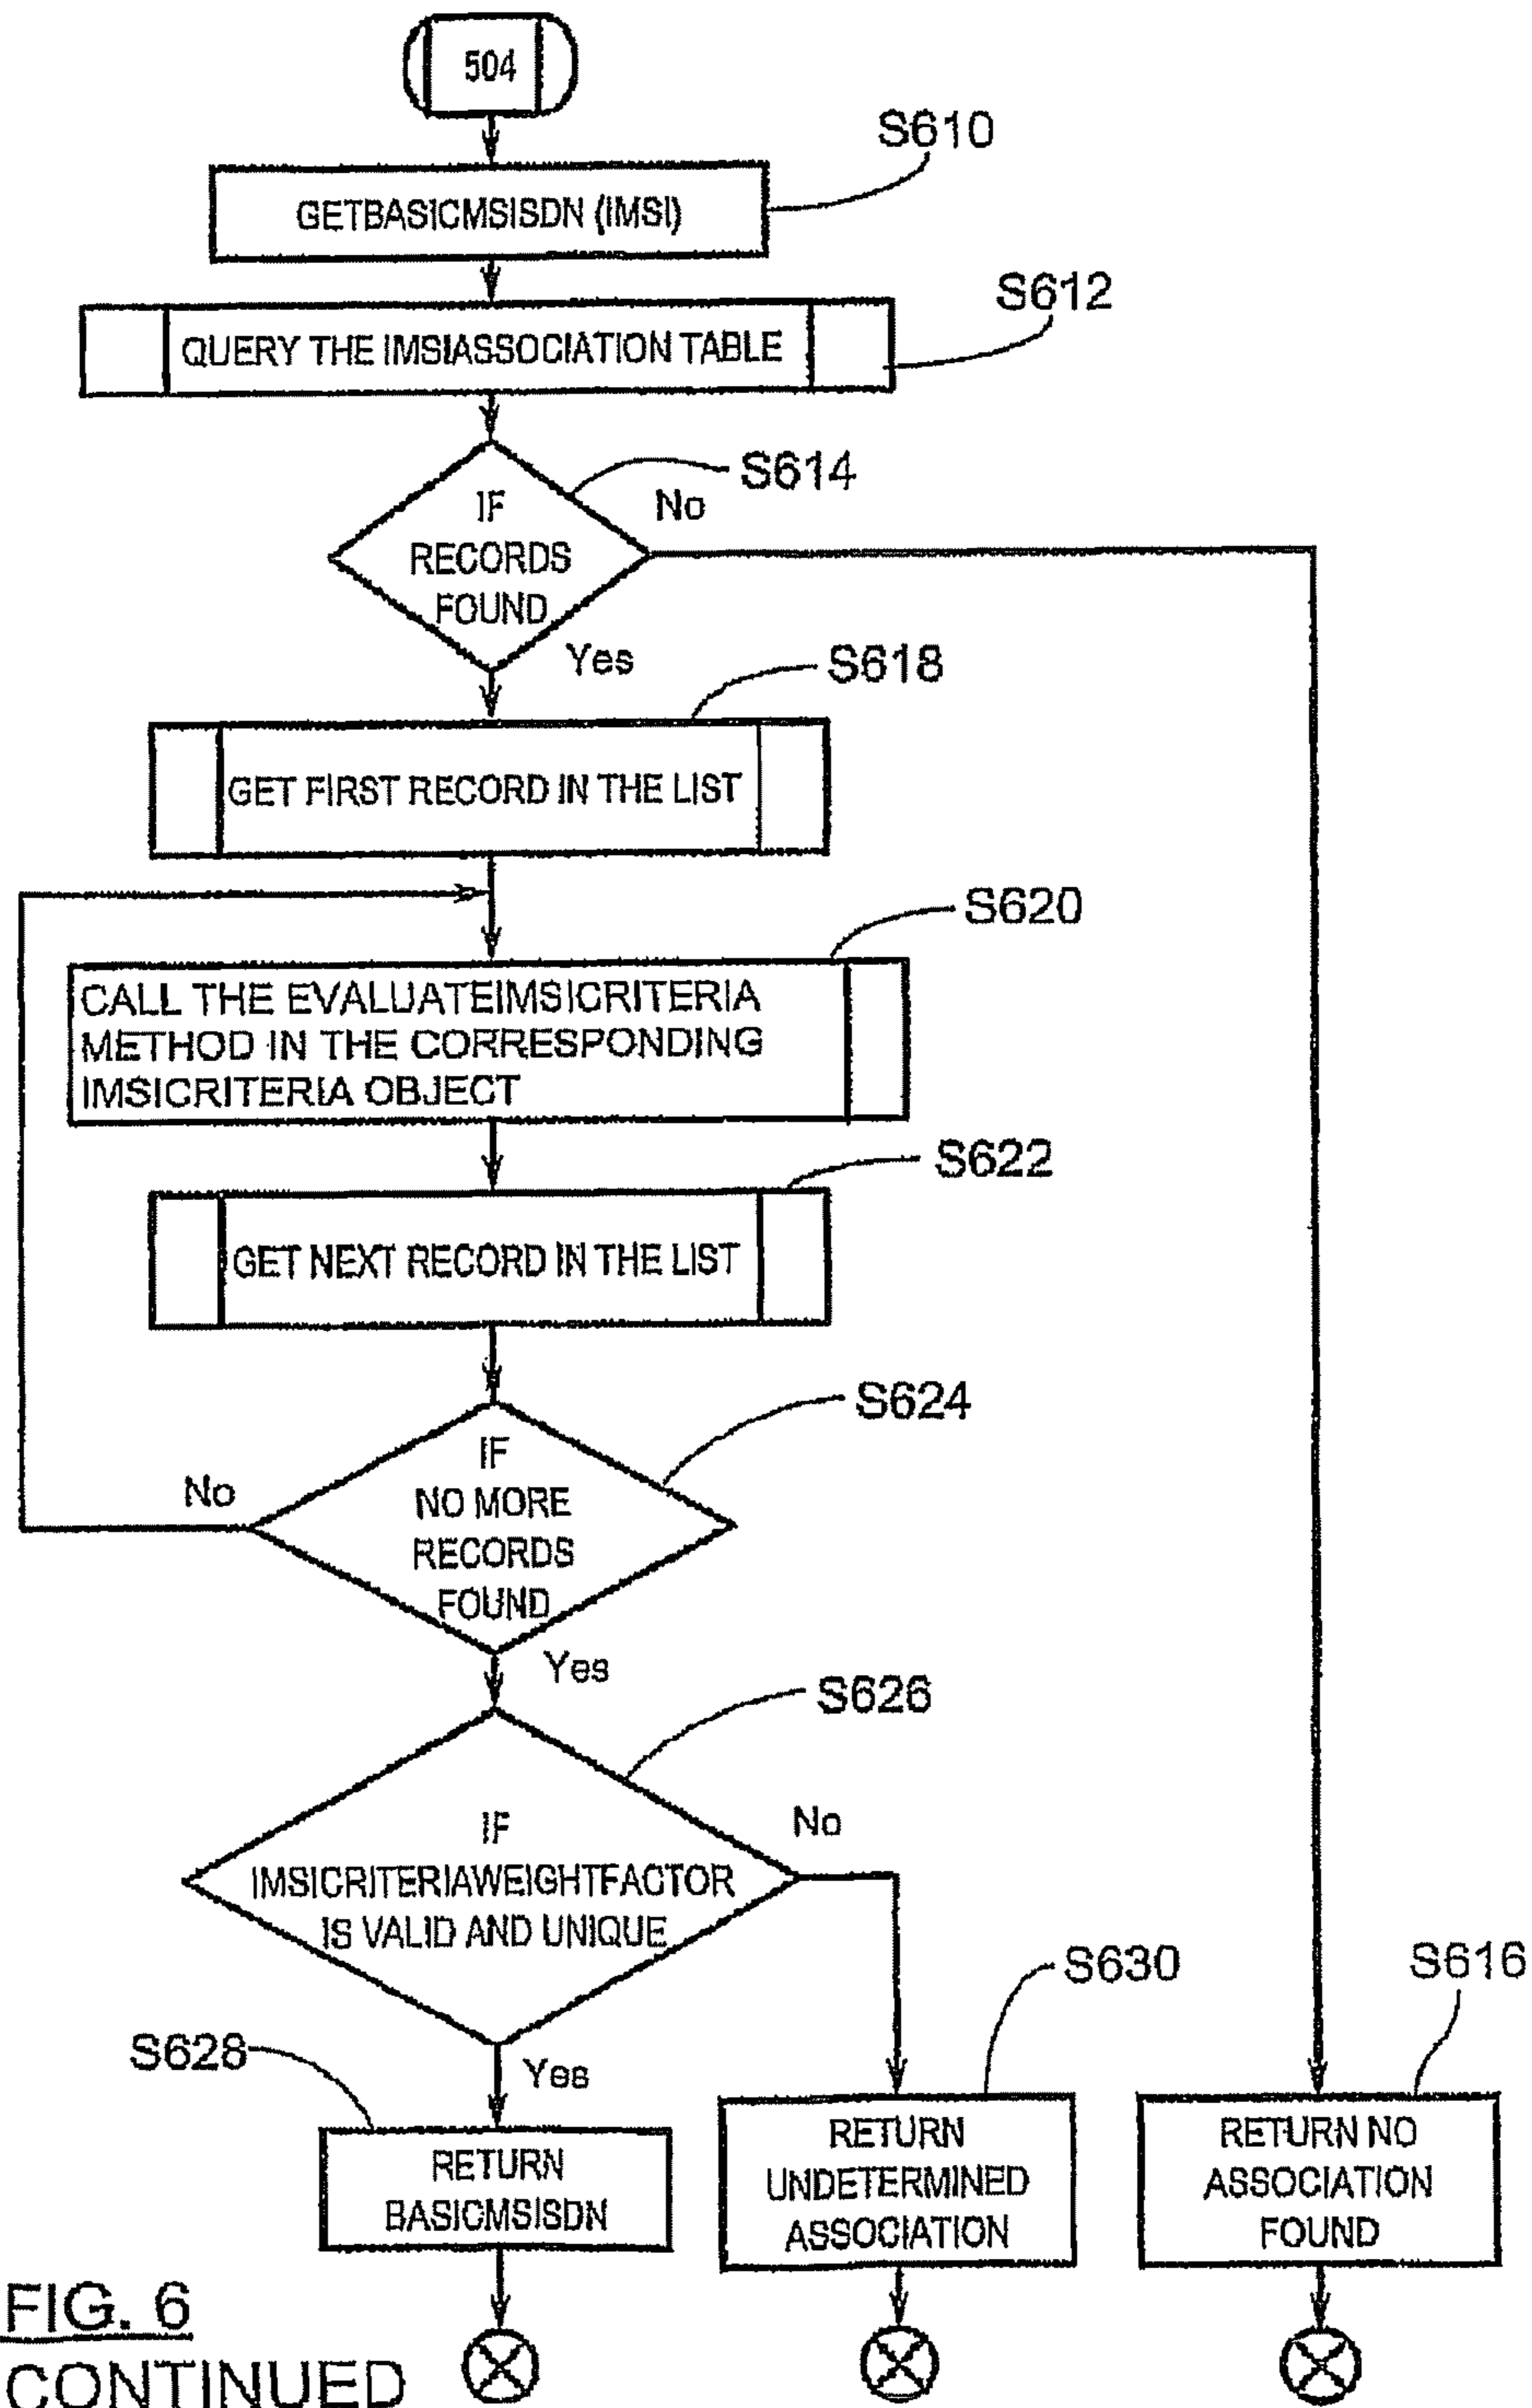 504
S610
GETBASICMSISDN (IMSI)
S612
QUERY THE IMSIASSOCIATION TABLE
S614
No
IF
RECORDS
FOUND
Yes
S618
GET FIRST RECORD IN THE LIST
S620
CALL THE EVALUATEIMSICRITERIA
METHOD IN THE CORRESPONDING
IMSICRITERIA OBJECT
S622
GET NEXT RECORD IN THE LIST
S624
No
IF
NO MORE
RECORDS
FOUND
Yes
S626
No
IF
IMSICRITERIAWEIGHTFACTOR
IS VALID AND UNIQUE
S630
S616
S628
Yes
RETURN
BASICMSISDN
RETURN
UNDETERMINED
ASSOCIATION
RETURN NO
ASSOCIATION
FOUND
FIG. 6
CONTINUED